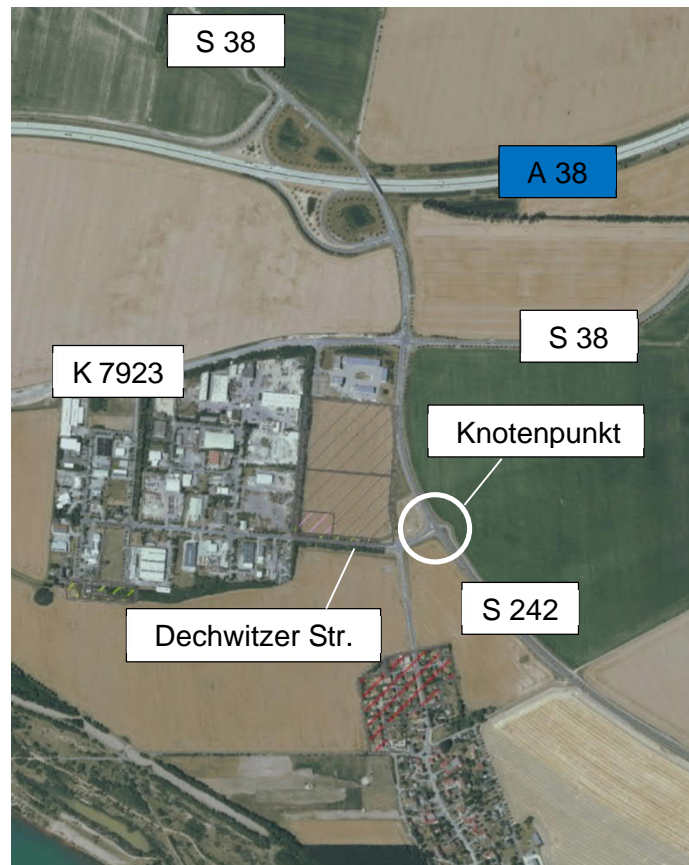 S 38
A 38
S 38
K 7923
Knotenpunkt
S 242
Dechwitzer Str.